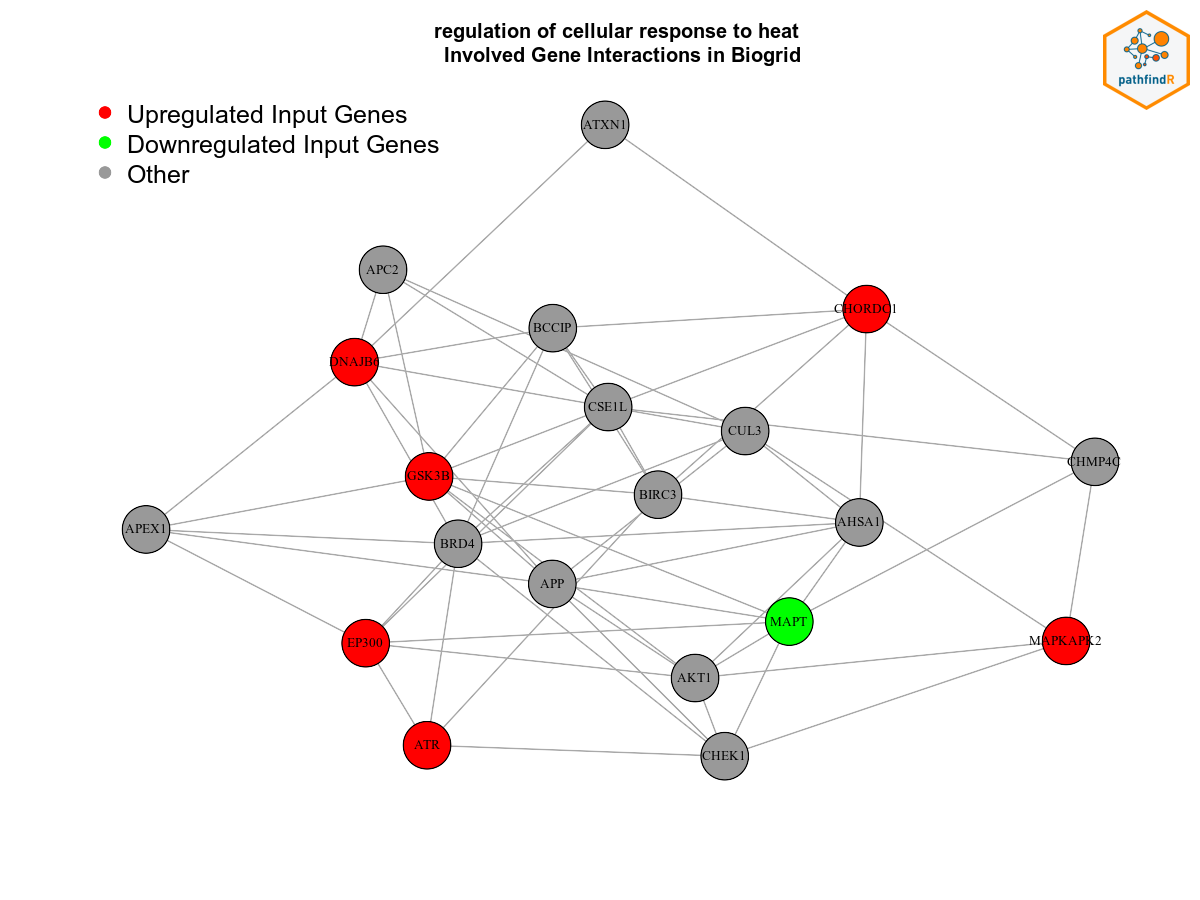 regulation of cellular response to heat
Involved Gene Interactions in Biogrid
pathfindR
Upregulated Input Genes
Downregulated Input Genes
Other
ATXN1
APC2
CHORDC1
BCCIP
DNAJB6
CSE1L
CUL3
CHMP4C
GSK3B
BIRC3
AHSA1
APEX1
BRD4
APP
MAPT
EP300
MAPKAPK2
AKT1
ATR
CHEK1